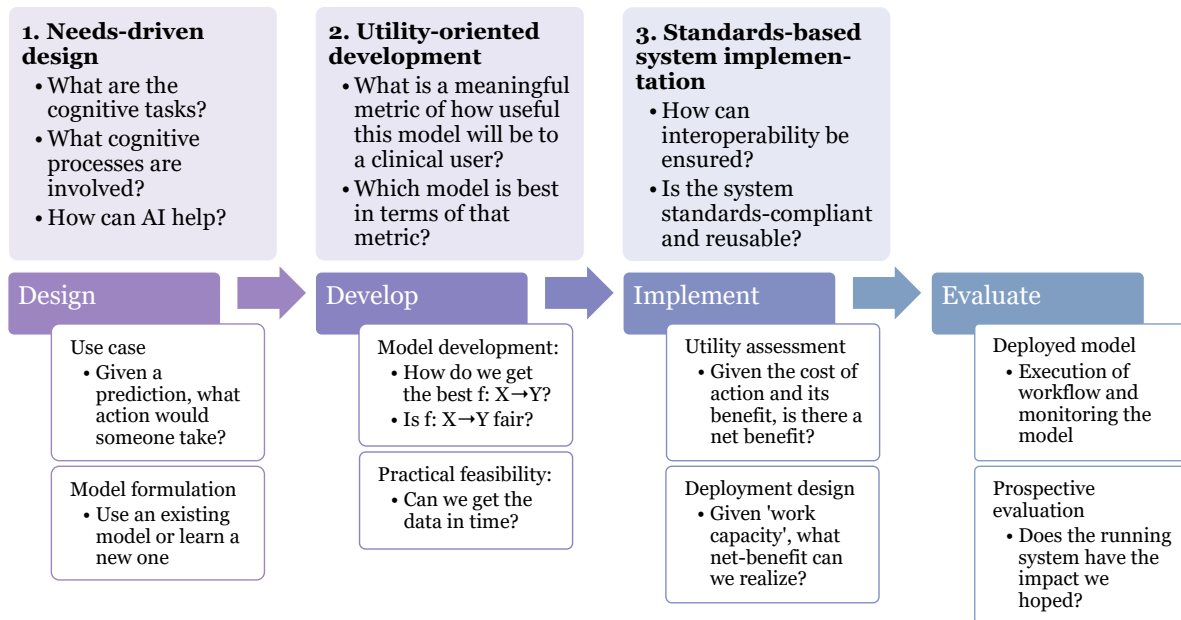 1. Needs-driven
design
• What are the
cognitive tasks?
• What cognitive
processes are
involved?
• How can AI help?
2. Utility-oriented
development
• What is a meaningful
metric of how useful
this model will be to
a clinical user?
• Which model is best
in terms of that
metric?
3. Standards-based
system implemen-
tation
• How can
interoperability be
ensured?
• Is the system
standards-compliant
and reusable?
Design
Develop
Implement
Evaluate
Use case
• Given a
prediction, what
action would
someone take?
Model formulation
• Use an existing
model or learn a
new one
Model development:
• How do we get
the best f: X→Y?
• Is f: X→Y fair?
Practical feasibility:
• Can we get the
data in time?
Utility assessment
• Given the cost of
action and its
benefit, is there a
net benefit?
Deployment design
• Given 'work
capacity', what
net-benefit can
we realize?
Deployed model
• Execution of
workflow and
monitoring the
model
Prospective
evaluation
• Does the running
system have the
impact we
hoped?